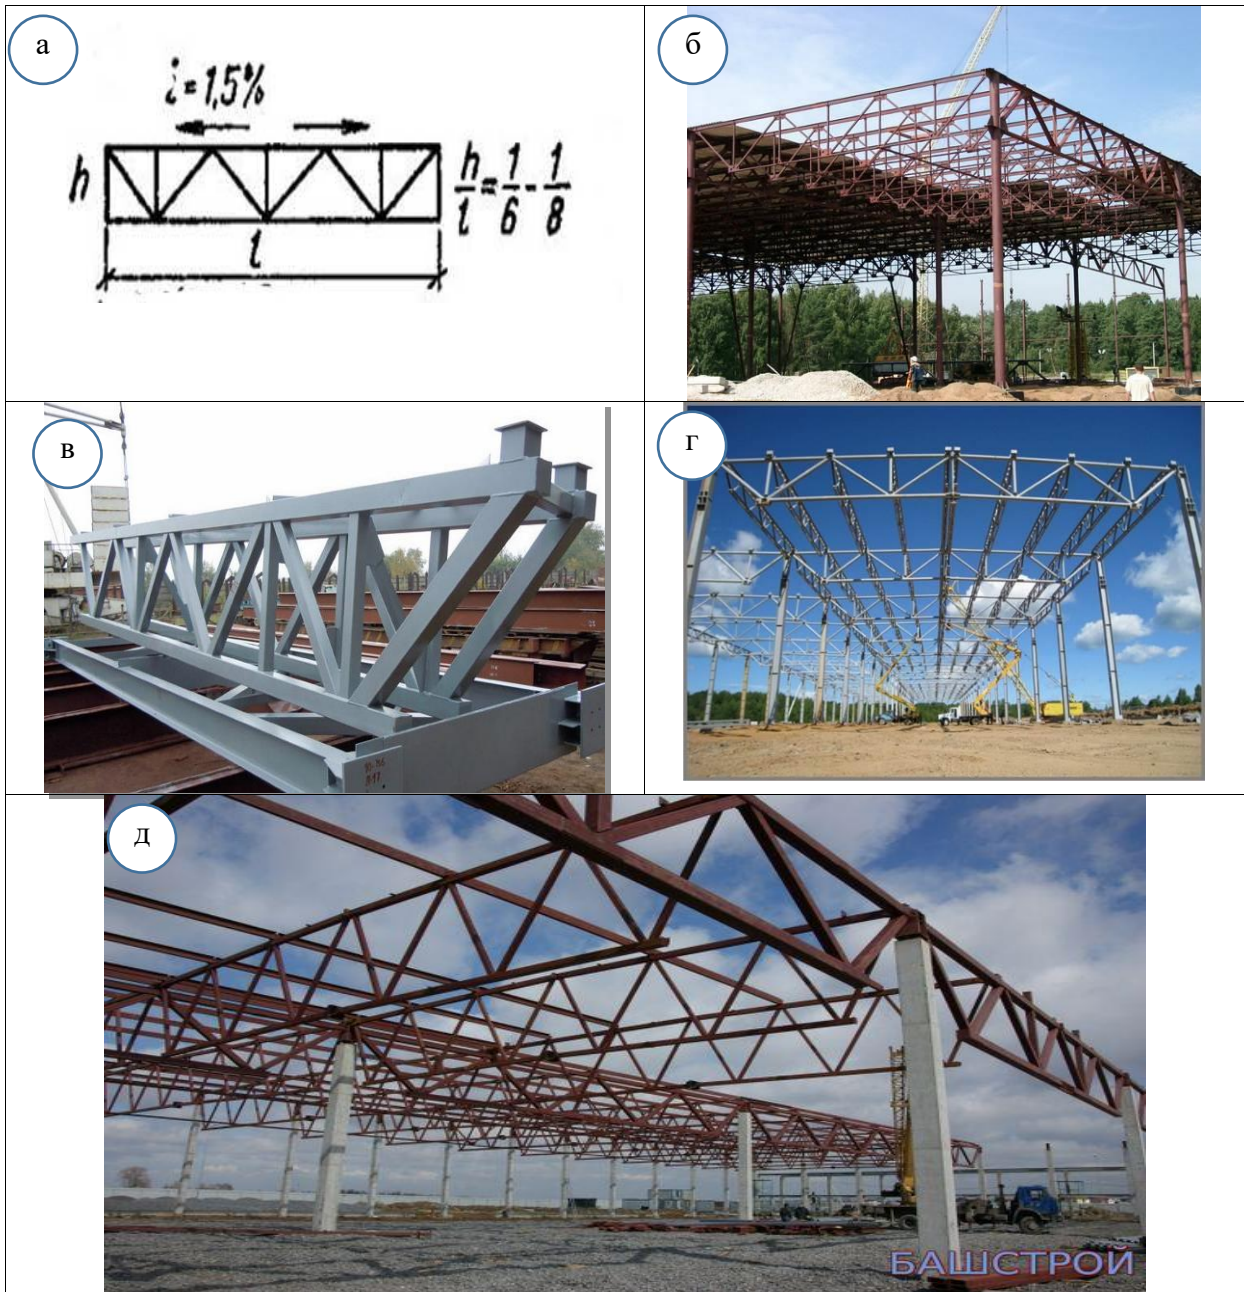 а
i = 1,5%
h
h/l = 1/6 - 1/8
l
б
в
г
д
БАШСТРОЙ